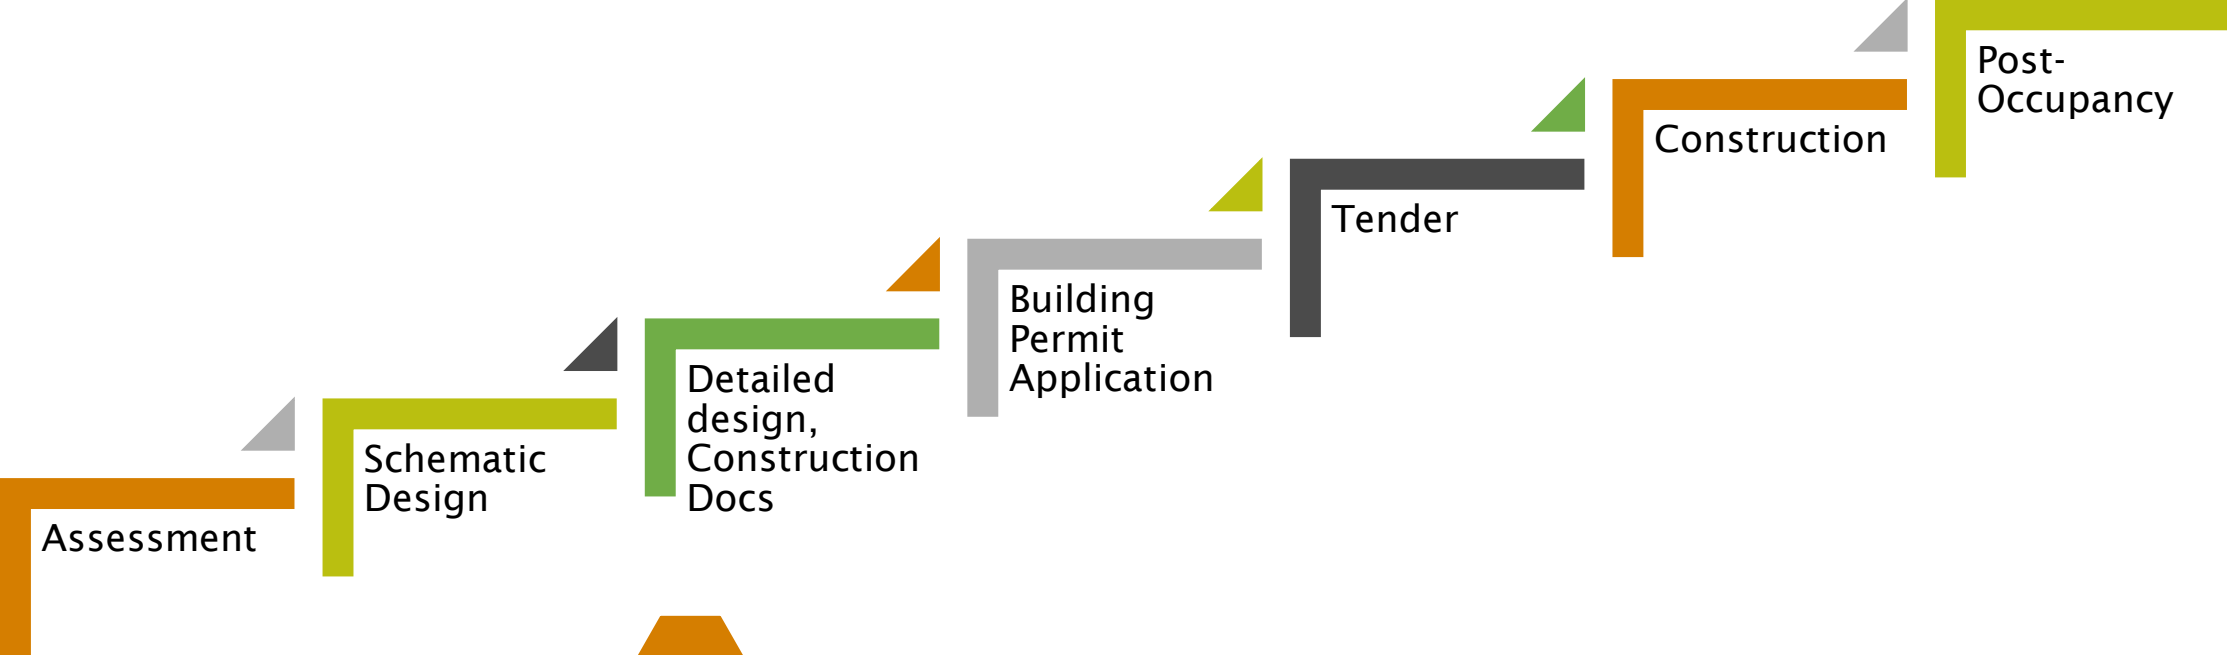 Assessment
Schematic
Design
Detailed
design,
Construction
Docs
Building
Permit
Application
Tender
Construction
Post-
Occupancy